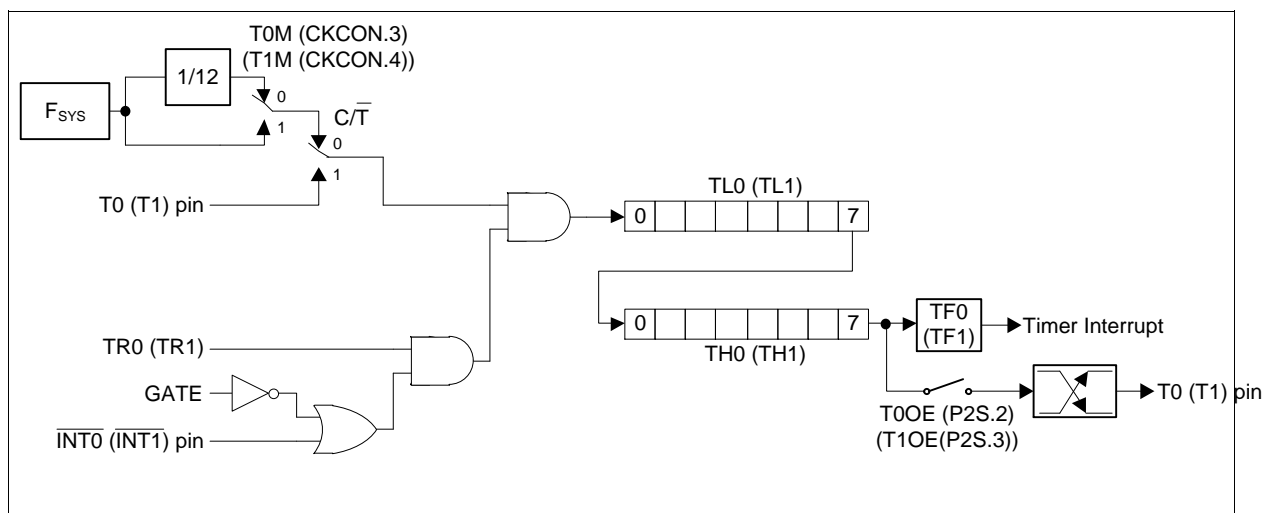 T0M (CKCON.3)
(T1M (CKCON.4))
1/12
F_SYS
0
1
C/T̅
0
1
T0 (T1) pin
TL0 (TL1)
0 7
0 7
TH0 (TH1)
TF0
(TF1)
Timer Interrupt
TR0 (TR1)
GATE
I̅N̅T̅0̅ (I̅N̅T̅1̅) pin
T0OE (P2S.2)
(T1OE(P2S.3))
T0 (T1) pin